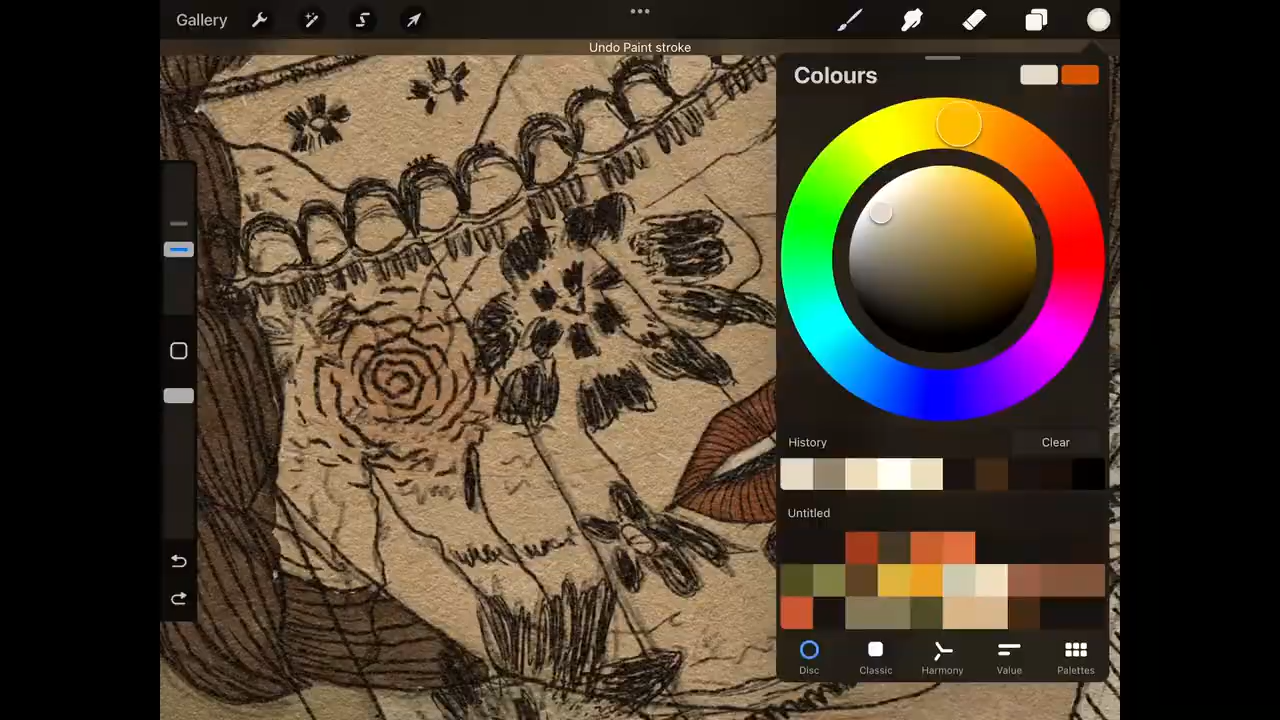 Gallery
Undo Paint stroke
Colours
History
Clear
Untitled
Disc
Classic
Harmony
Value
Palettes